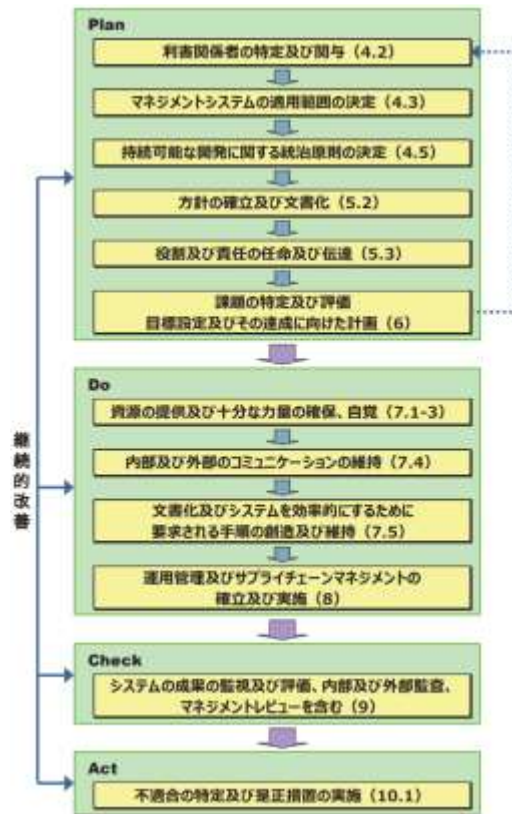 Plan
利害関係者の特定及び関与（4.2）
マネジメントシステムの適用範囲の決定（4.3）
持続可能な開発に関する統治原則の決定（4.5）
方針の確立及び文書化（5.2）
役割及び責任の任命及び伝達（5.3）
課題の特定及び評価
目標設定及びその達成に向けた計画（6）
Do
資源の提供及び十分な力量の確保、自覚（7.1-3）
内部及び外部のコミュニケーションの維持（7.4）
文書化及びシステムを効率的にするために
要求される手順の創造及び維持（7.5）
運用管理及びサプライチェーンマネジメントの
確立及び実施（8）
継続的改善
Check
システムの成果の監視及び評価、内部及び外部監査、
マネジメントレビューを含む（9）
Act
不適合の特定及び是正措置の実施（10.1）